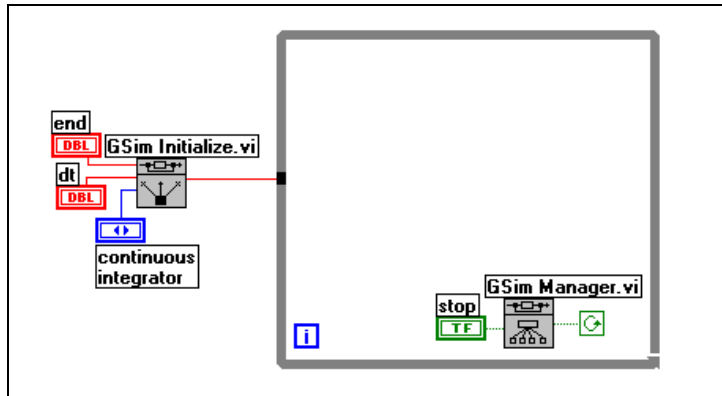 end
DBL
GSim Initialize.vi
dt
DBL
continuous
integrator
GSim Manager.vi
stop
TF
i